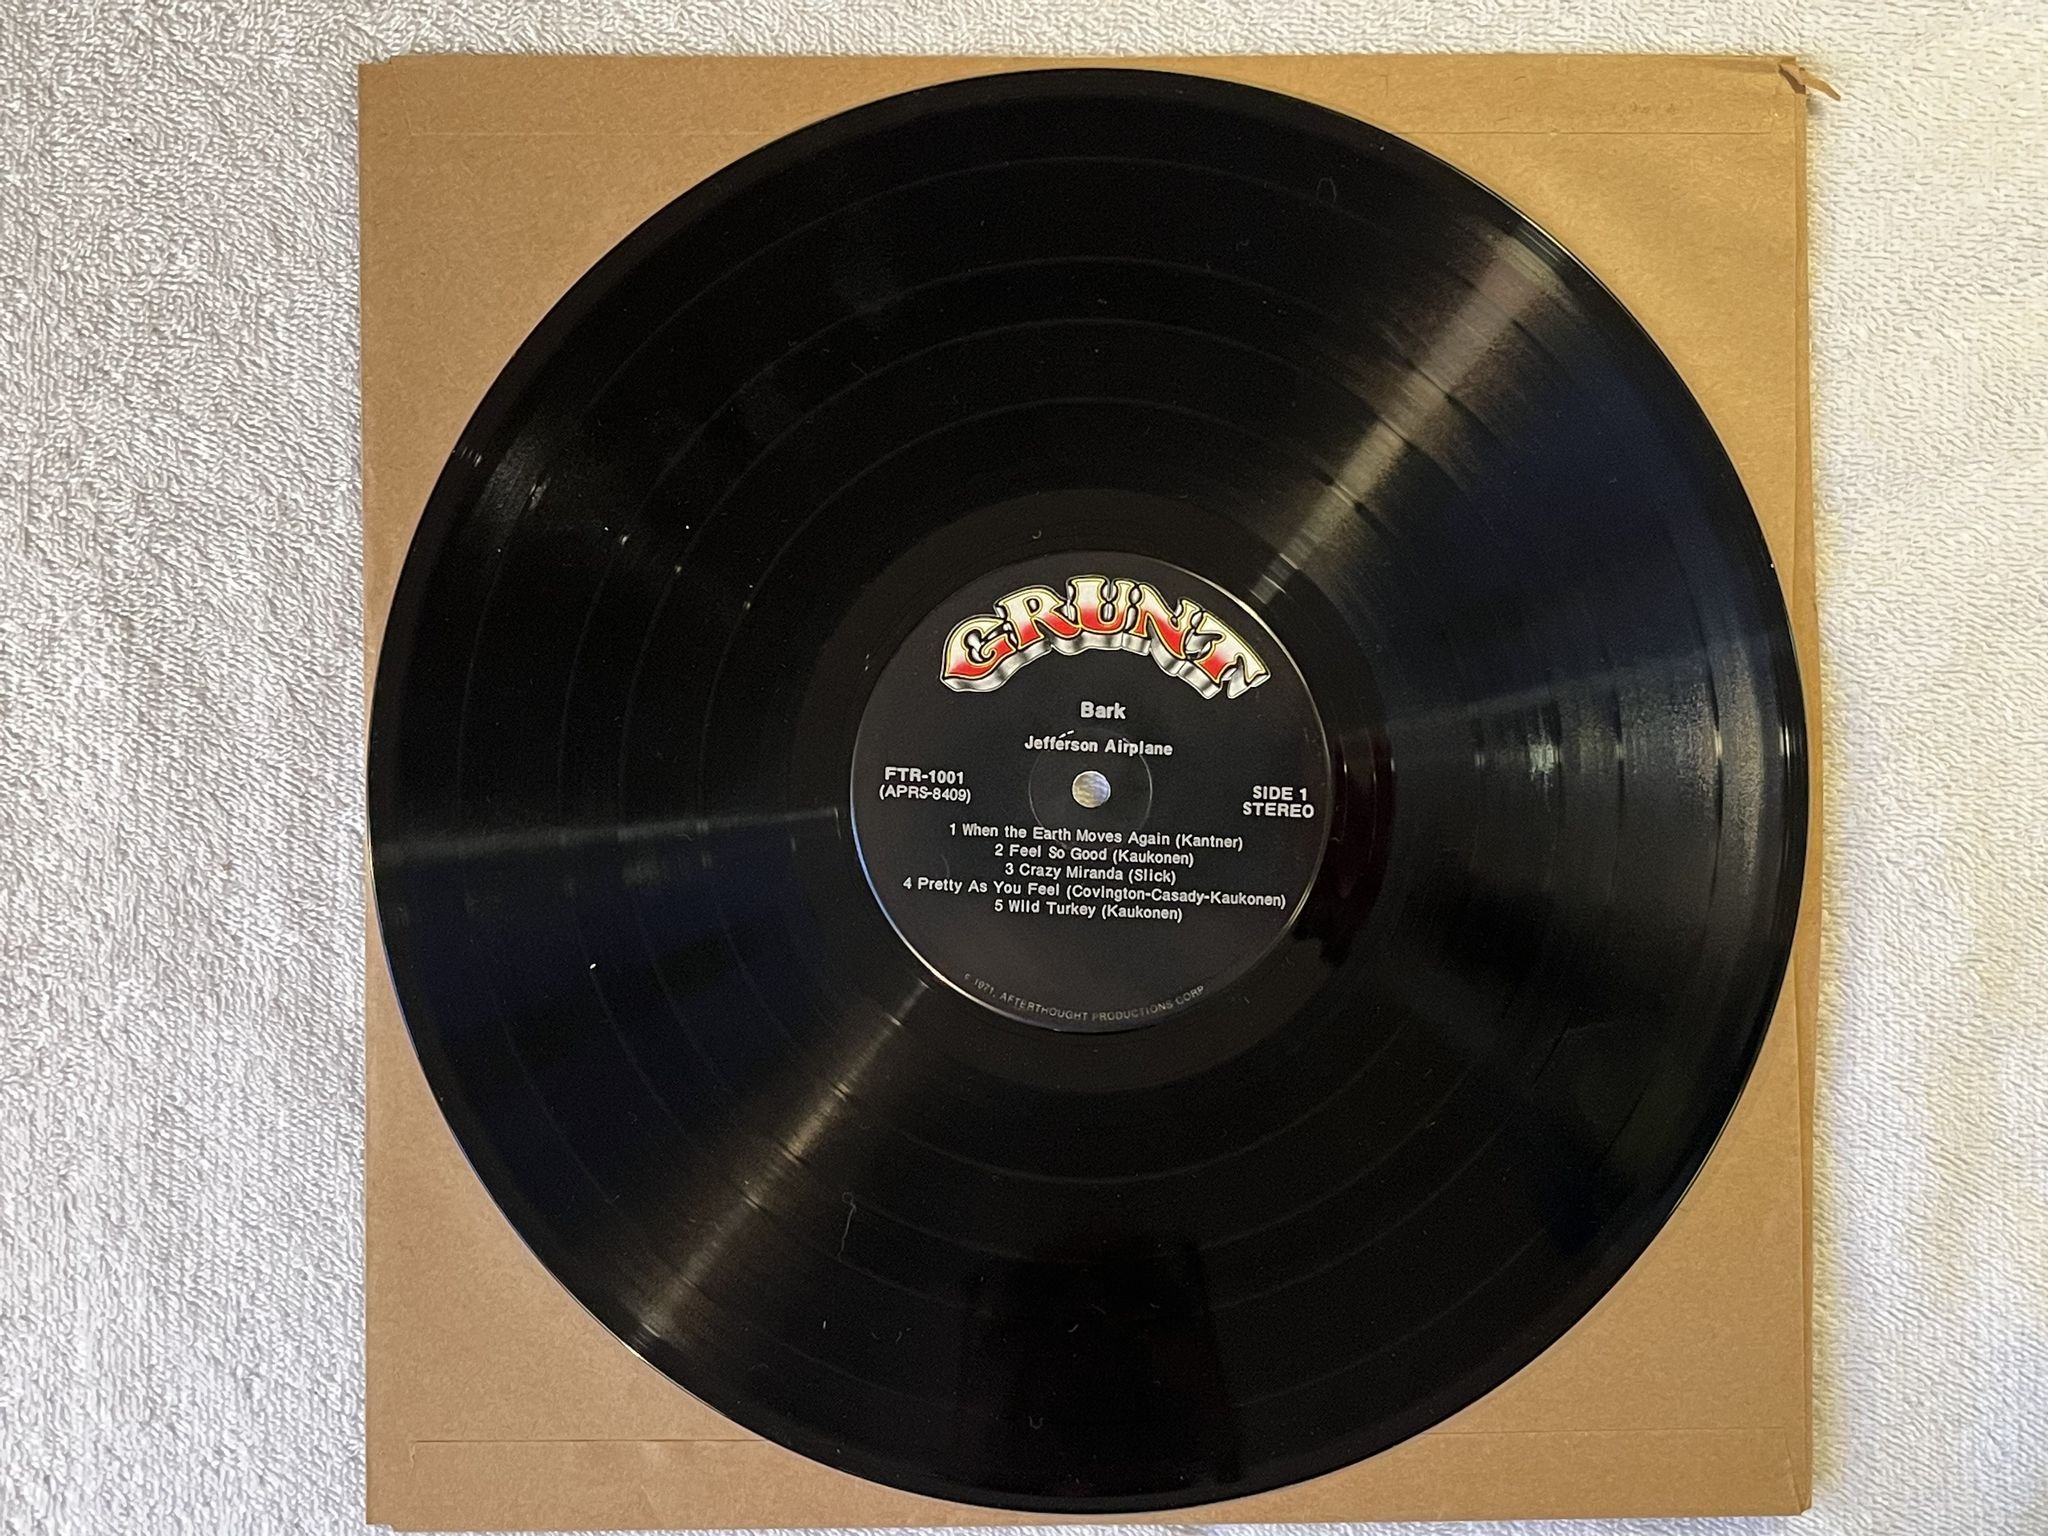 GRUNT
Bark
Jefferson Airplane
FTR-1001
(APRS-8409)
SIDE 1
STEREO
1 When the Earth Moves Again (Kantner)
2 Feel So Good (Kaukonen)
3 Crazy Miranda (Slick)
4 Pretty As You Feel (Covington-Casady-Kaukonen)
5 Wild Turkey (Kaukonen)
© 1971, AFTERTHOUGHT PRODUCTIONS CORP